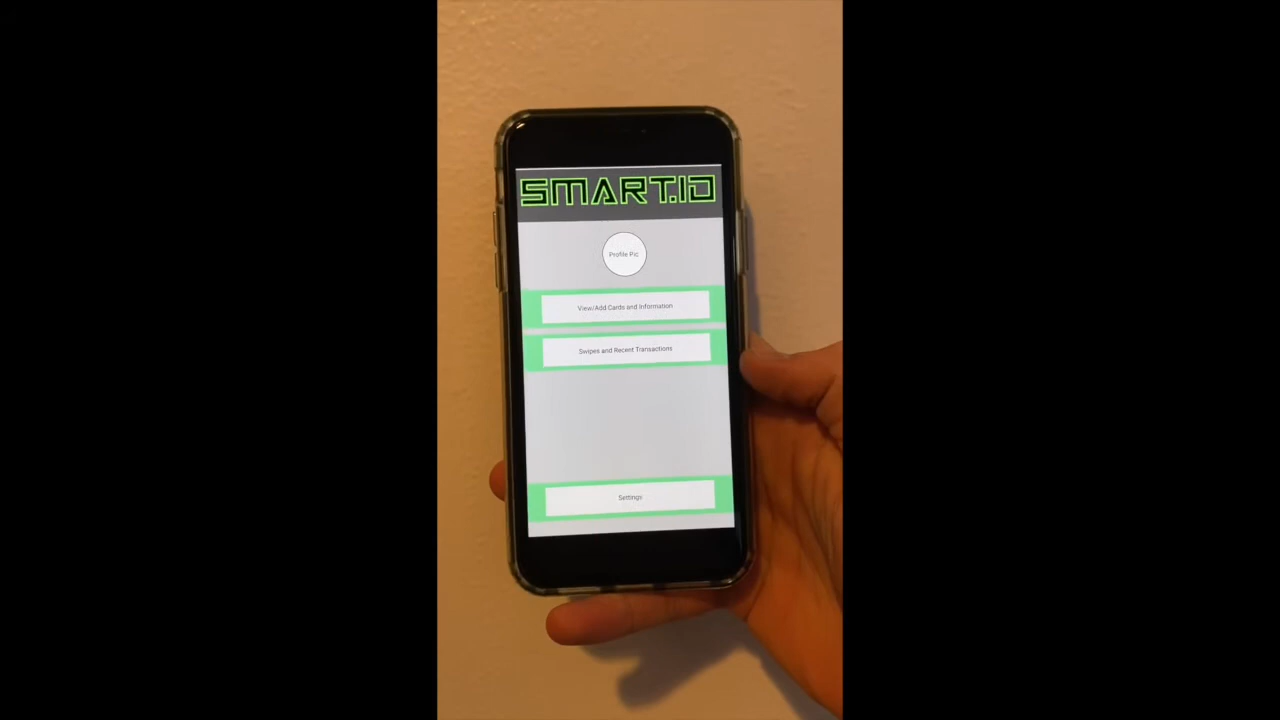 SMART.ID
Profile Pic
View/Add Cards and Information
Swipes and Recent Transactions
Settings